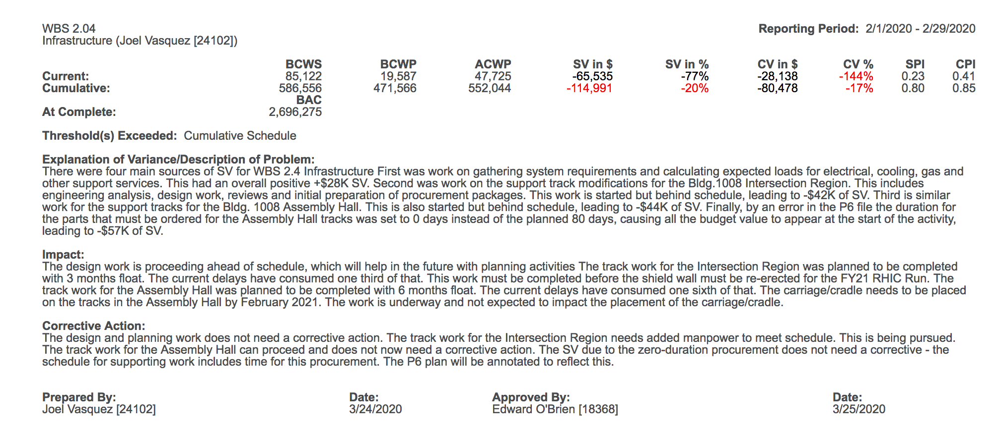 WBS 2.04 Reporting Period: 2/1/2020 - 2/29/2020
Infrastructure (Joel Vasquez [24102])
BCWS BCWP ACWP SV in $ SV in % CV in $ CV % SPI CPI
Current: 85,122 19,587 47,725 -65,535 -77% -28,138 -144% 0.23 0.41
Cumulative: 586,556 471,566 552,044 -114,991 -20% -80,478 -17% 0.80 0.85
BAC
At Complete: 2,696,275
Threshold(s) Exceeded: Cumulative Schedule
Explanation of Variance/Description of Problem:
There were four main sources of SV for WBS 2.4 Infrastructure First was work on gathering system requirements and calculating expected loads for electrical, cooling, gas and
other support services. This had an overall positive +$28K SV. Second was work on the support track modifications for the Bldg.1008 Intersection Region. This includes
engineering analysis, design work, reviews and initial preparation of procurement packages. This work is started but behind schedule, leading to -$42K of SV. Third is similar
work for the support tracks for the Bldg. 1008 Assembly Hall. This is also started but behind schedule, leading to -$44K of SV. Finally, by an error in the P6 file the duration for
the parts that must be ordered for the Assembly Hall tracks was set to 0 days instead of the planned 80 days, causing all the budget value to appear at the start of the activity,
leading to -$57K of SV.
Impact:
The design work is proceeding ahead of schedule, which will help in the future with planning activities The track work for the Intersection Region was planned to be completed
with 3 months float. The current delays have consumed one third of that. This work must be completed before the shield wall must be re-erected for the FY21 RHIC Run. The
track work for the Assembly Hall was planned to be completed with 6 months float. The current delays have consumed one sixth of that. The carriage/cradle needs to be placed
on the tracks in the Assembly Hall by February 2021. The work is underway and not expected to impact the placement of the carriage/cradle.
Corrective Action:
The design and planning work does not need a corrective action. The track work for the Intersection Region needs added manpower to meet schedule. This is being pursued.
The track work for the Assembly Hall can proceed and does not now need a corrective action. The SV due to the zero-duration procurement does not need a corrective - the
schedule for supporting work includes time for this procurement. The P6 plan will be annotated to reflect this.
Prepared By: Date: Approved By: Date:
Joel Vasquez [24102] 3/24/2020 Edward O'Brien [18368] 3/25/2020